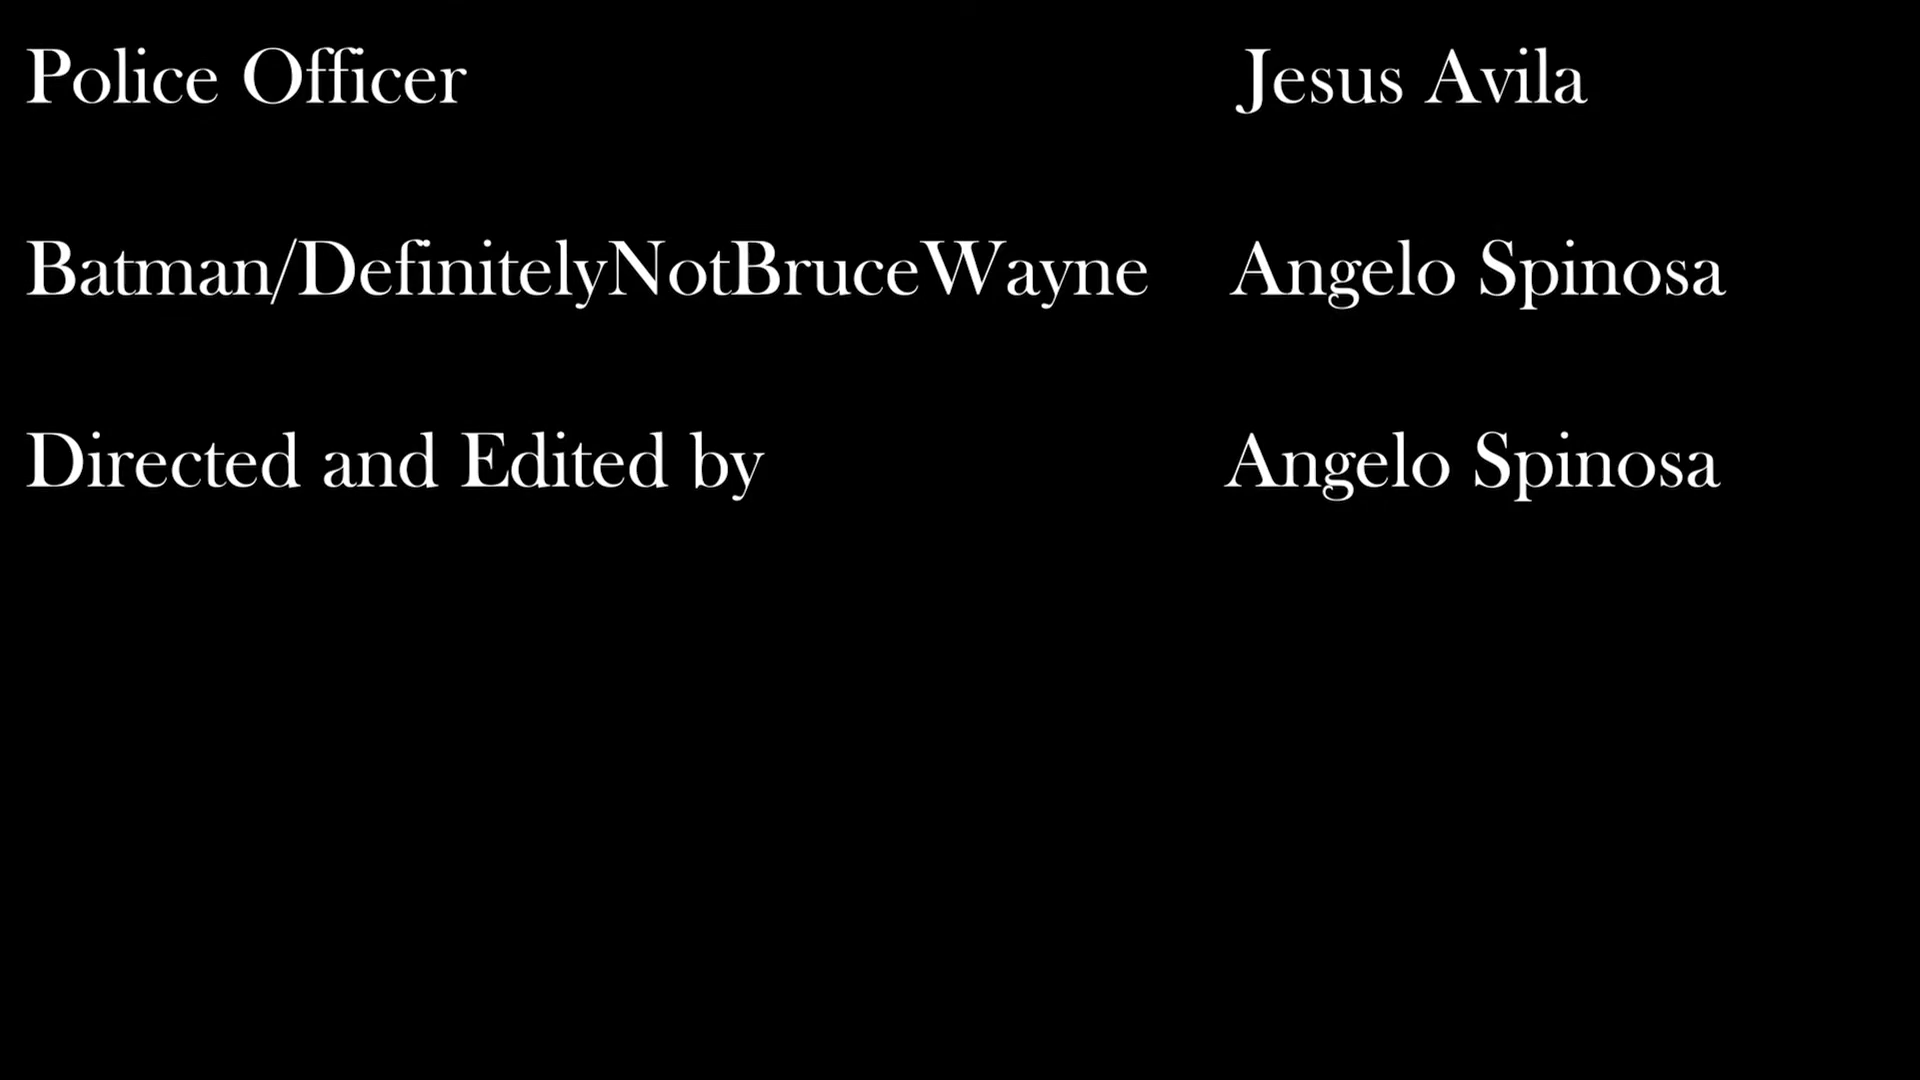 Police Officer Jesus Avila
Batman/DefinitelyNotBruceWayne Angelo Spinosa
Directed and Edited by Angelo Spinosa